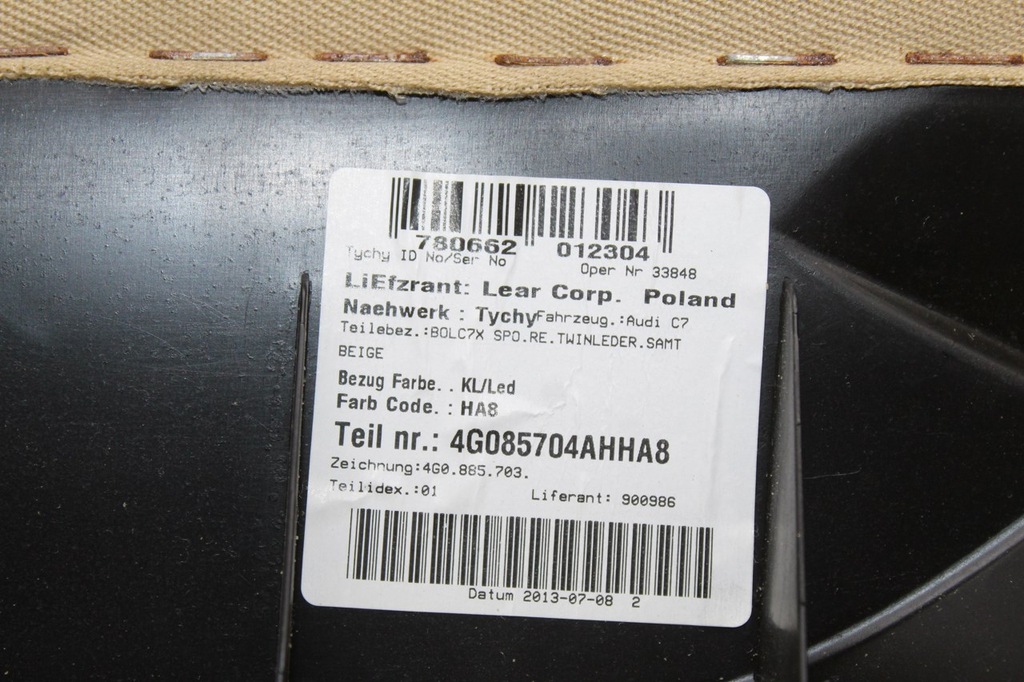 780662 012304
Tychy ID No/Ser No Oper Nr 33848
LiEfzrant: Lear Corp. Poland
Naehwerk : Tychy Fahrzeug.:Audi C7
Teilebez.:BOLC7X SPO.RE.TWINLEDER.SAMT
BEIGE
Bezug Farbe. . KL/Led
Farb Code. : HA8
Teil nr.: 4G085704AHHA8
Zeichnung:4G0.885.703.
Teilidex.:01 Liferant: 900986
Datum 2013-07-08 2